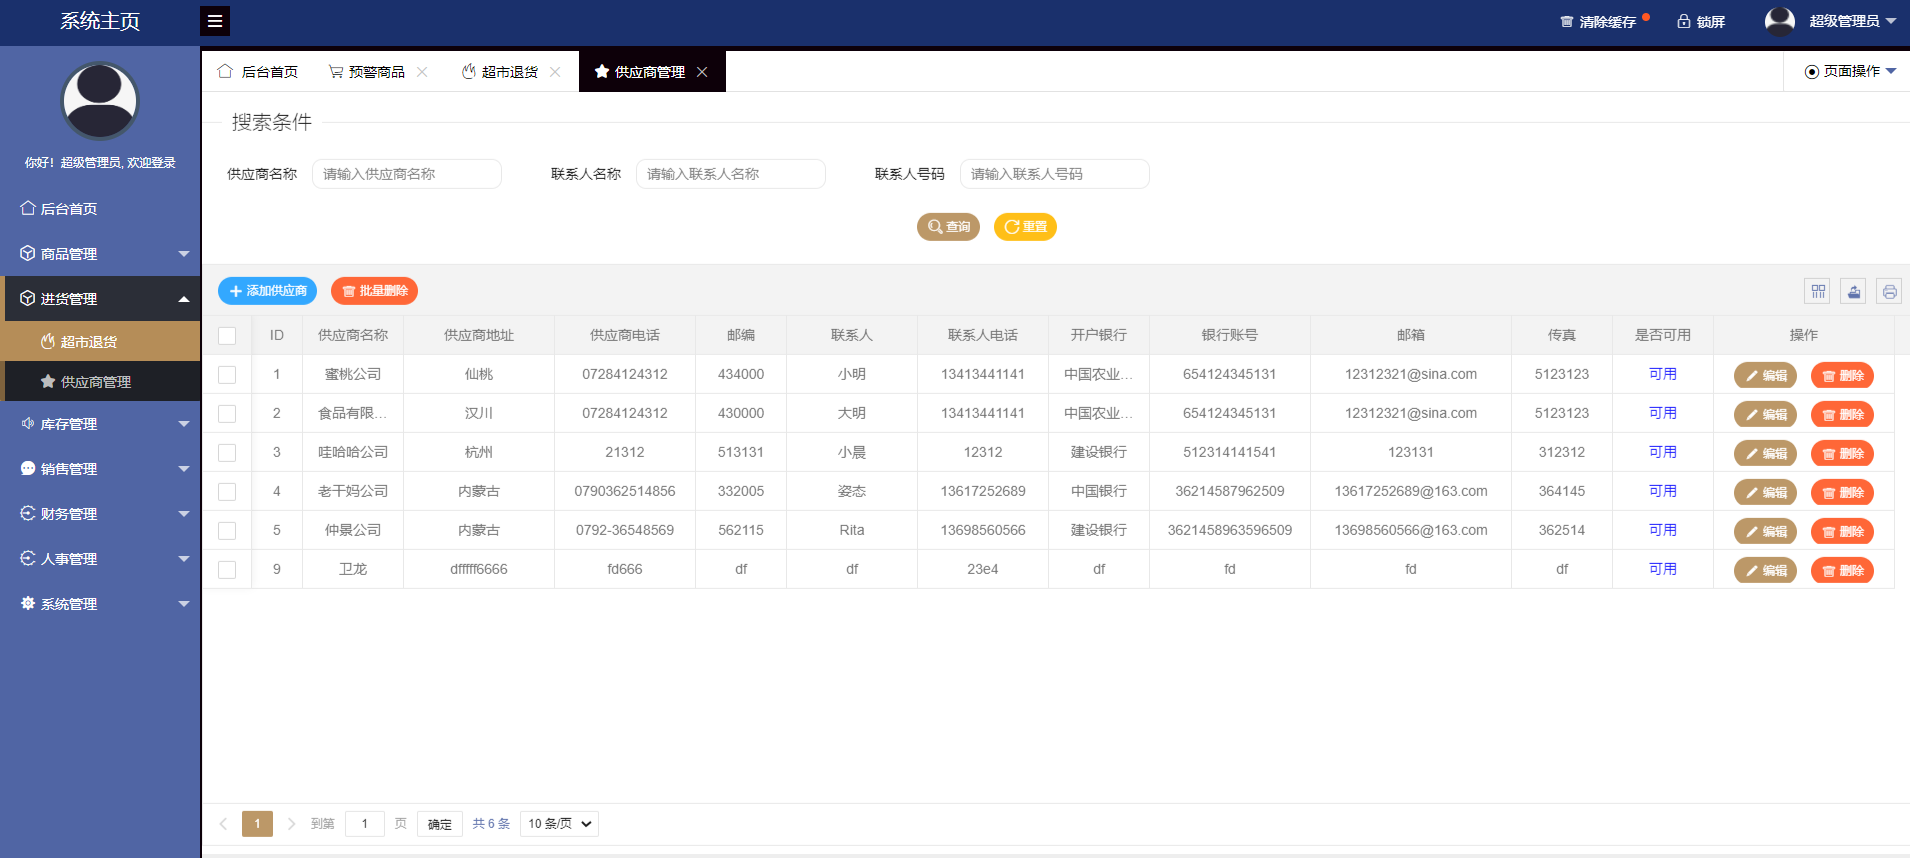 系统主页
清除缓存
锁屏
超级管理员
你好！超级管理员, 欢迎登录
后台首页
商品管理
进货管理
超市退货
供应商管理
库存管理
销售管理
财务管理
人事管理
系统管理
后台首页 预警商品 超市退货 供应商管理 页面操作
搜索条件
供应商名称 请输入供应商名称 联系人名称 请输入联系人名称 联系人号码 请输入联系人号码
查询 重置
添加供应商 批量删除
ID 供应商名称 供应商地址 供应商电话 邮编 联系人 联系人电话 开户银行 银行账号 邮箱 传真 是否可用 操作
1 蜜桃公司 仙桃 07284124312 434000 小明 13413441141 中国农业... 654124345131 12312321@sina.com 5123123 可用 编辑 删除
2 食品有限... 汉川 07284124312 430000 大明 13413441141 中国农业... 654124345131 12312321@sina.com 5123123 可用 编辑 删除
3 哇哈哈公司 杭州 21312 513131 小晨 12312 建设银行 512314141541 123131 312312 可用 编辑 删除
4 老干妈公司 内蒙古 0790362514856 332005 姿态 13617252689 中国银行 36214587962509 13617252689@163.com 364145 可用 编辑 删除
5 仲景公司 内蒙古 0792-36548569 562115 Rita 13698560566 建设银行 3621458963596509 13698560566@163.com 362514 可用 编辑 删除
9 卫龙 dfffff6666 fd666 df df 23e4 df fd fd df 可用 编辑 删除
1 到第 1 页 确定 共 6 条 10 条/页